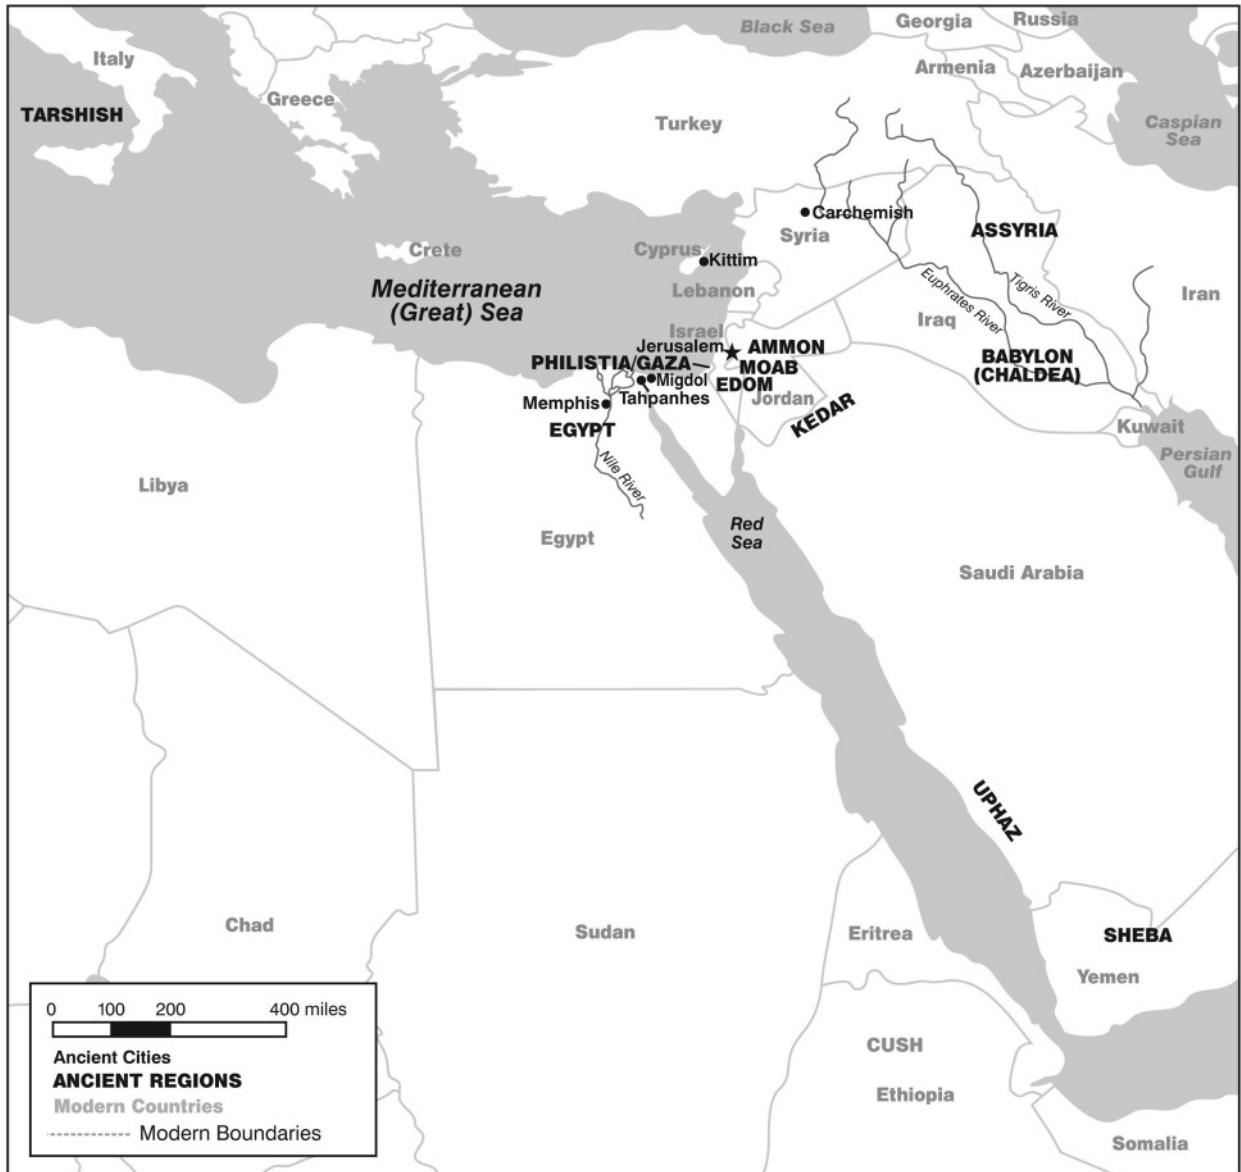 Black Sea
Georgia
Russia
Italy
Armenia
Azerbaijan
Greece
TARSHISH
Turkey
Caspian
Sea
Carchemish
ASSYRIA
Syria
Crete
Cyprus
Kittim
Mediterranean
(Great) Sea
Lebanon
Euphrates River
Tigris River
Iran
Iraq
Israel
Jerusalem
AMMON
BABYLON
(CHALDEA)
PHILISTIA/GAZA
MOAB
Migdol
EDOM
Tahpanhes
Jordan
Memphis
KEDAR
EGYPT
Kuwait
Persian
Gulf
Nile River
Libya
Egypt
Red
Sea
Saudi Arabia
UPHAZ
Chad
Sudan
Eritrea
SHEBA
Yemen
CUSH
Ethiopia
Somalia
0 100 200 400 miles
Ancient Cities
ANCIENT REGIONS
Modern Countries
Modern Boundaries